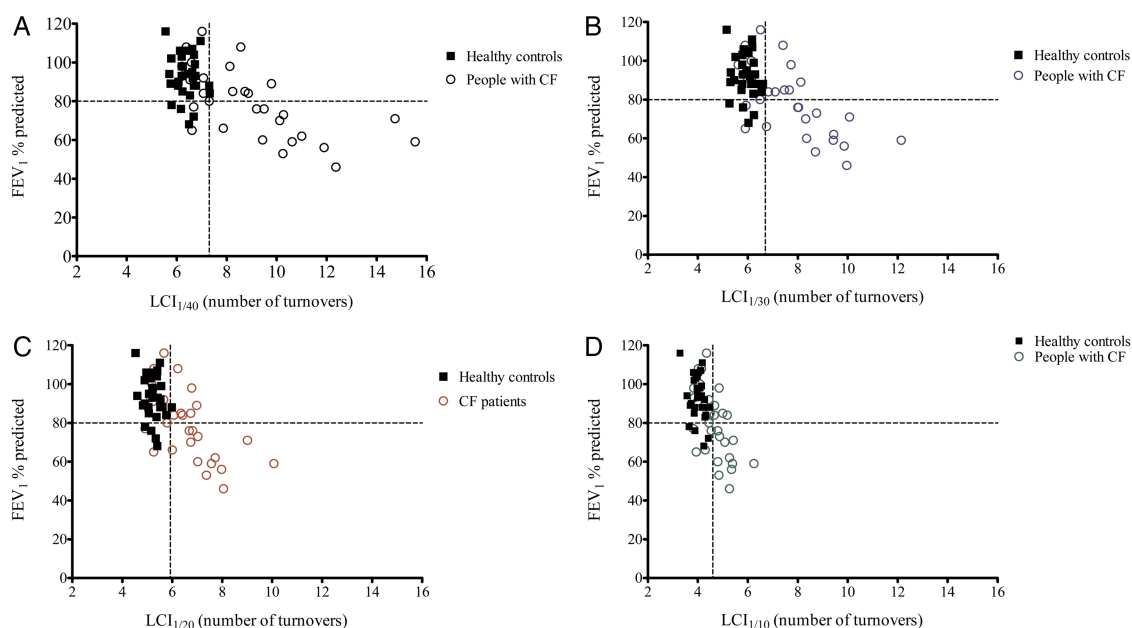 A
FEV1 % predicted
120
100
80
60
40
20
0
2 4 6 8 10 12 14 16
LCI1/40 (number of turnovers)
Healthy controls
People with CF
B
FEV1 % predicted
120
100
80
60
40
20
0
2 4 6 8 10 12 14 16
LCI1/30 (number of turnovers)
Healthy controls
People with CF
C
FEV1 % predicted
120
100
80
60
40
20
0
2 4 6 8 10 12 14 16
LCI1/20 (number of turnovers)
Healthy controls
CF patients
D
FEV1 % predicted
120
100
80
60
40
20
0
2 4 6 8 10 12 14 16
LCI1/10 (number of turnovers)
Healthy controls
People with CF